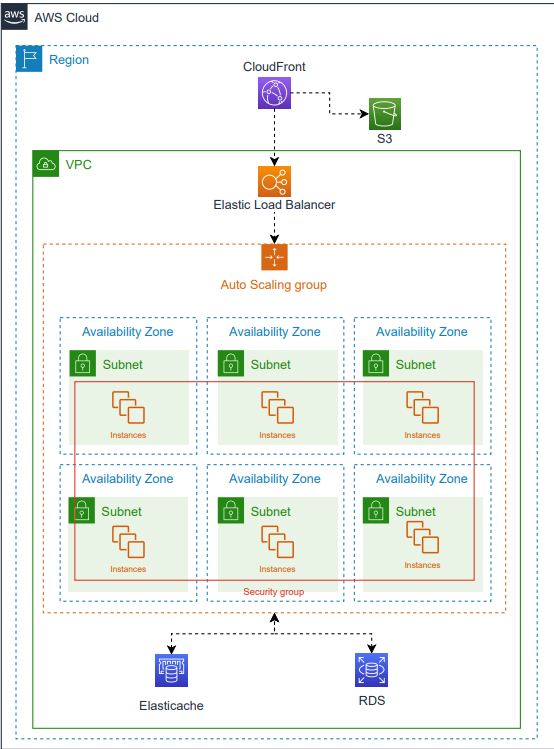 aws
AWS Cloud
Region
CloudFront
S3
VPC
Elastic Load Balancer
Auto Scaling group
Availability Zone
Availability Zone
Availability Zone
Subnet
Subnet
Subnet
Instances
Instances
Instances
Availability Zone
Availability Zone
Availability Zone
Subnet
Subnet
Subnet
Instances
Instances
Instances
Security group
Elasticache
RDS